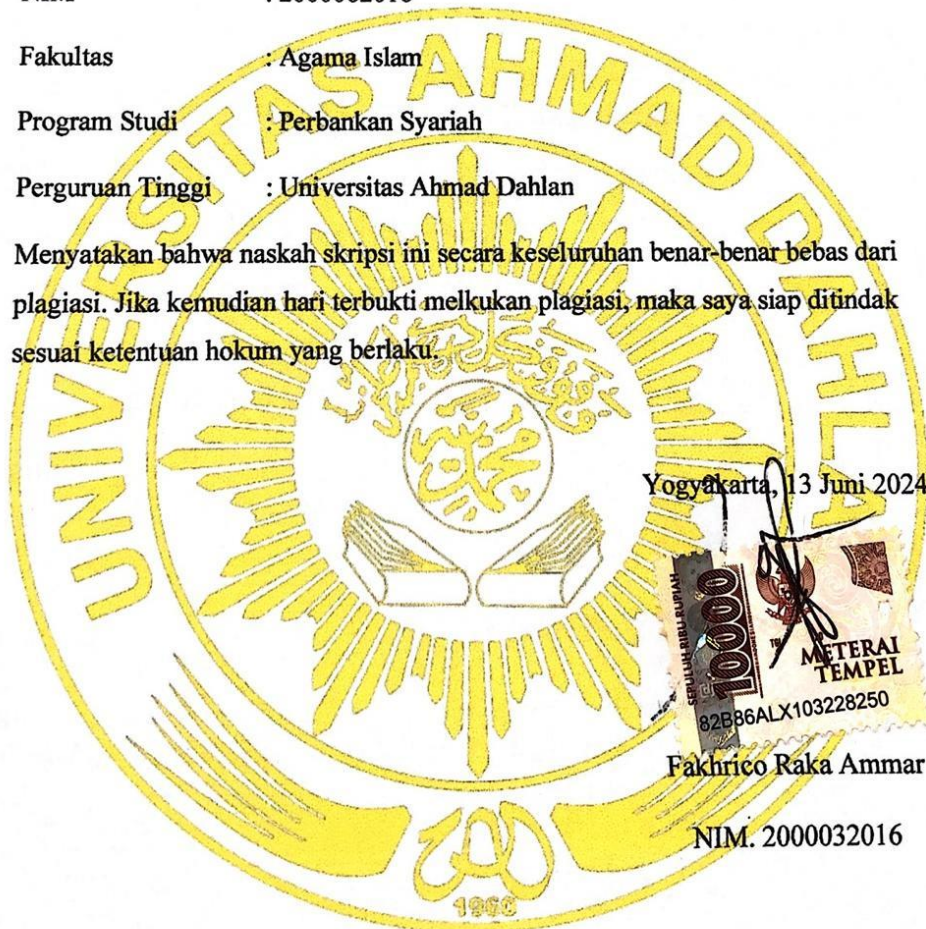 Fakultas : Agama Islam
Program Studi : Perbankan Syariah
Perguruan Tinggi : Universitas Ahmad Dahlan
Menyatakan bahwa naskah skripsi ini secara keseluruhan benar-benar bebas dari
plagiasi. Jika kemudian hari terbukti melkukan plagiasi, maka saya siap ditindak
sesuai ketentuan hokum yang berlaku.
UNIVERSITAS AHMAD DAHLA
Yogyakarta, 13 Juni 2024
SEPULUH RIBU RUPIAH
10000
METERAI
TEMPEL
82B86ALX103228250
Fakhrico Raka Ammar
NIM. 2000032016
1960